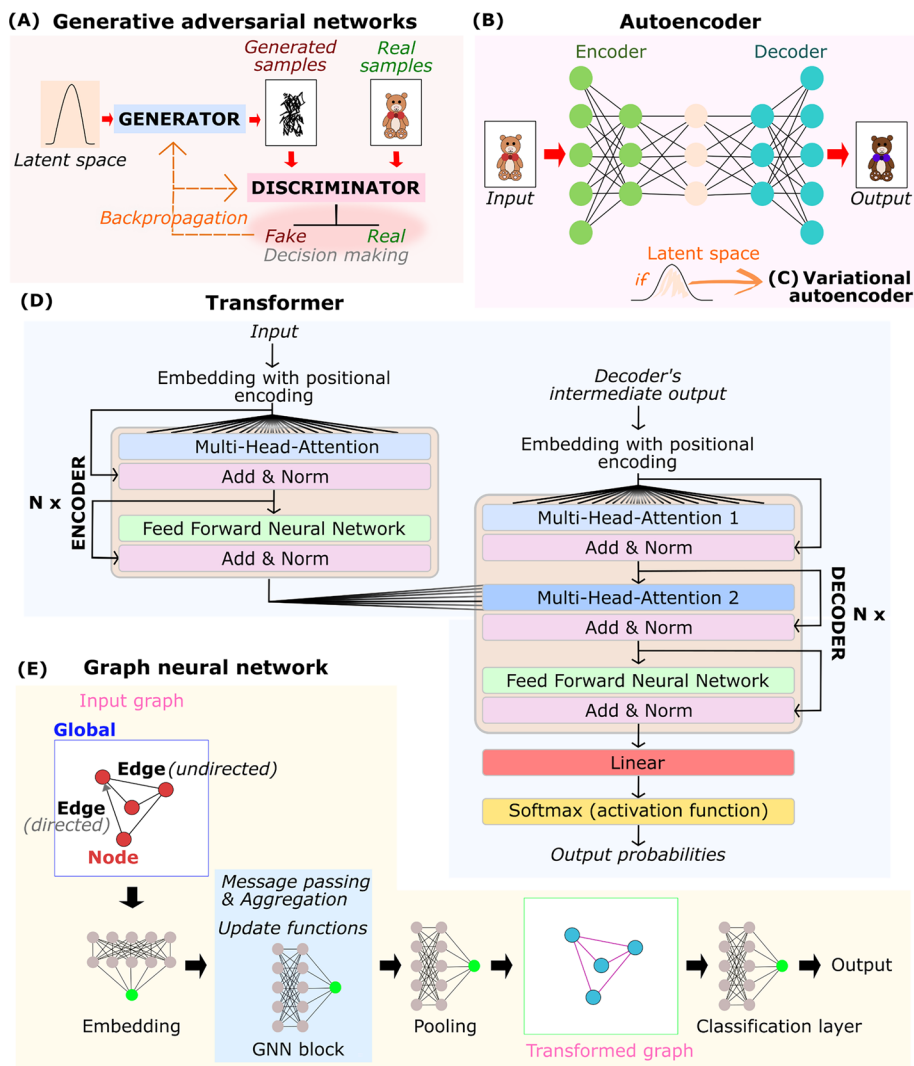 (A) Generative adversarial networks
Generated
samples
Real
samples
GENERATOR
Latent space
DISCRIMINATOR
Backpropagation
Fake
Real
Decision making
(B) Autoencoder
Encoder
Decoder
Input
Output
Latent space
if
(C) Variational
autoencoder
(D) Transformer
Input
Embedding with positional
encoding
Multi-Head-Attention
Add & Norm
Feed Forward Neural Network
Add & Norm
N x
ENCODER
Decoder's
intermediate output
Embedding with positional
encoding
Multi-Head-Attention 1
Add & Norm
Multi-Head-Attention 2
Add & Norm
Feed Forward Neural Network
Add & Norm
DECODER
N x
Linear
Softmax (activation function)
Output probabilities
(E) Graph neural network
Input graph
Global
Edge (undirected)
Edge
(directed)
Node
Message passing
& Aggregation
Update functions
Embedding
GNN block
Pooling
Transformed graph
Classification layer
Output